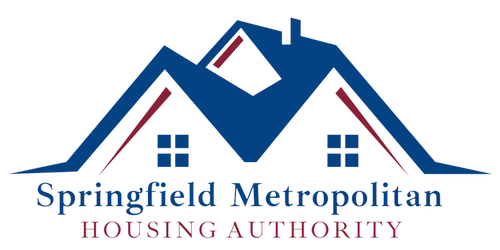 Springfield Metropolitan
HOUSING AUTHORITY